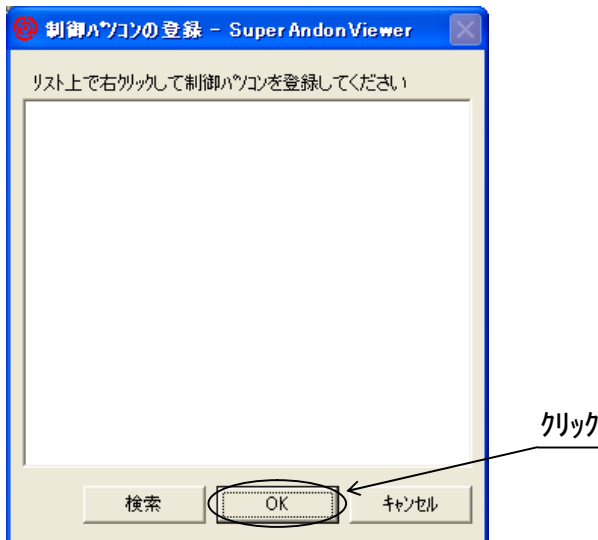 制御ﾊﾟｿｺﾝの登録 - Super Andon Viewer
リスト上で右ｸﾘｯｸして制御ﾊﾟｿｺﾝを登録してください
ｸﾘｯｸ
検索
OK
ｷｬﾝｾﾙ